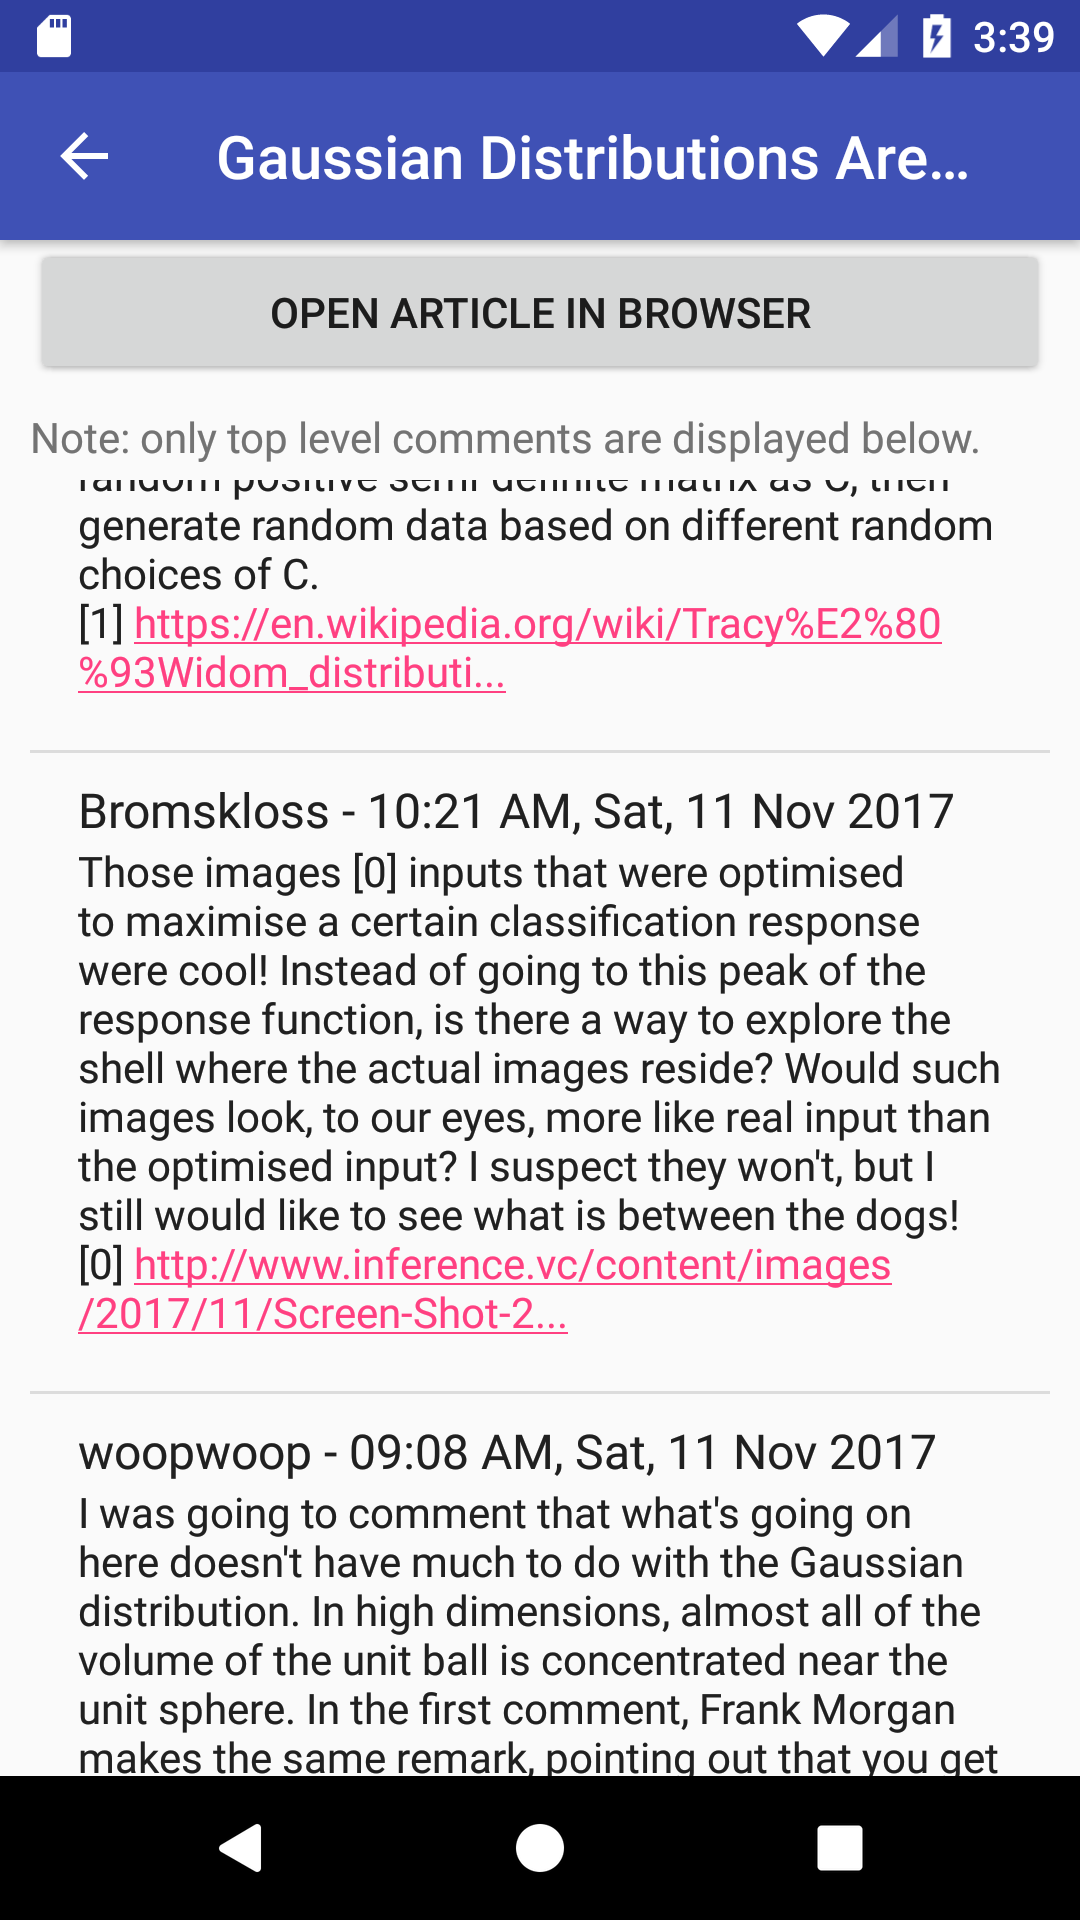 3:39
Gaussian Distributions Are...
OPEN ARTICLE IN BROWSER
Note: only top level comments are displayed below.
random positive semi definite matrix as C, then
generate random data based on different random
choices of C.
[1] https://en.wikipedia.org/wiki/Tracy%E2%80
%93Widom_distributi...
Bromskloss - 10:21 AM, Sat, 11 Nov 2017
Those images [0] inputs that were optimised
to maximise a certain classification response
were cool! Instead of going to this peak of the
response function, is there a way to explore the
shell where the actual images reside? Would such
images look, to our eyes, more like real input than
the optimised input? I suspect they won't, but I
still would like to see what is between the dogs!
[0] http://www.inference.vc/content/images
/2017/11/Screen-Shot-2...
woopwoop - 09:08 AM, Sat, 11 Nov 2017
I was going to comment that what's going on
here doesn't have much to do with the Gaussian
distribution. In high dimensions, almost all of the
volume of the unit ball is concentrated near the
unit sphere. In the first comment, Frank Morgan
makes the same remark, pointing out that you get